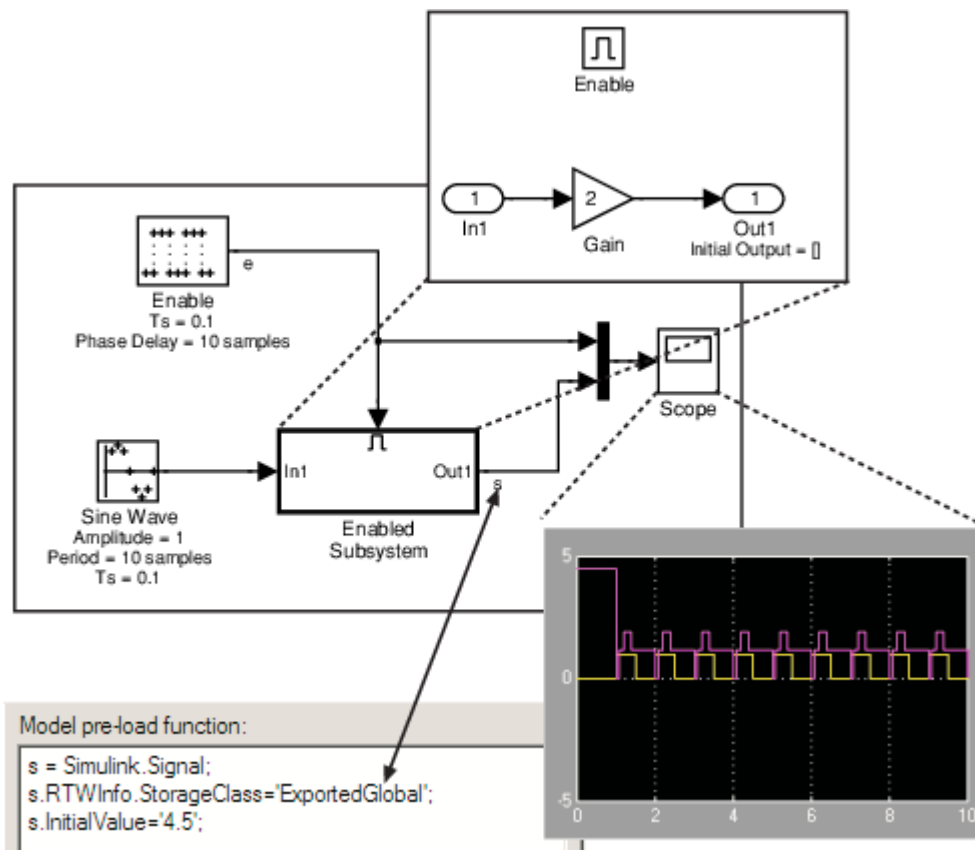 Enable
1
2
1
In1
Gain
Out1
Initial Output = []
e
Enable
Ts = 0.1
Phase Delay = 10 samples
Scope
In1
Out1
s
Sine Wave
Amplitude = 1
Period = 10 samples
Ts = 0.1
Enabled
Subsystem
5
0
-5
0
2
4
6
8
10
Model pre-load function:
s = Simulink.Signal;
s.RTWInfo.StorageClass='ExportedGlobal';
s.InitialValue='4.5';